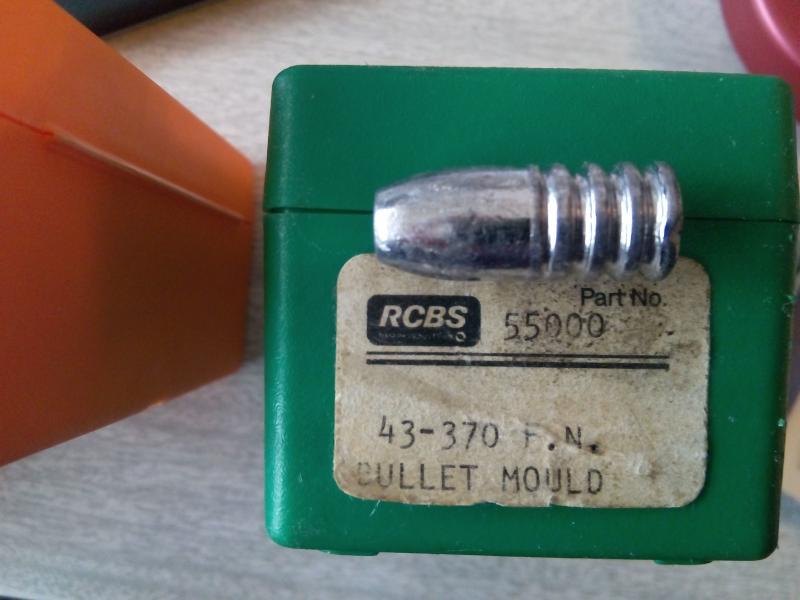 Part No.
RCBS 55000
43-370 F.N.
BULLET MOULD